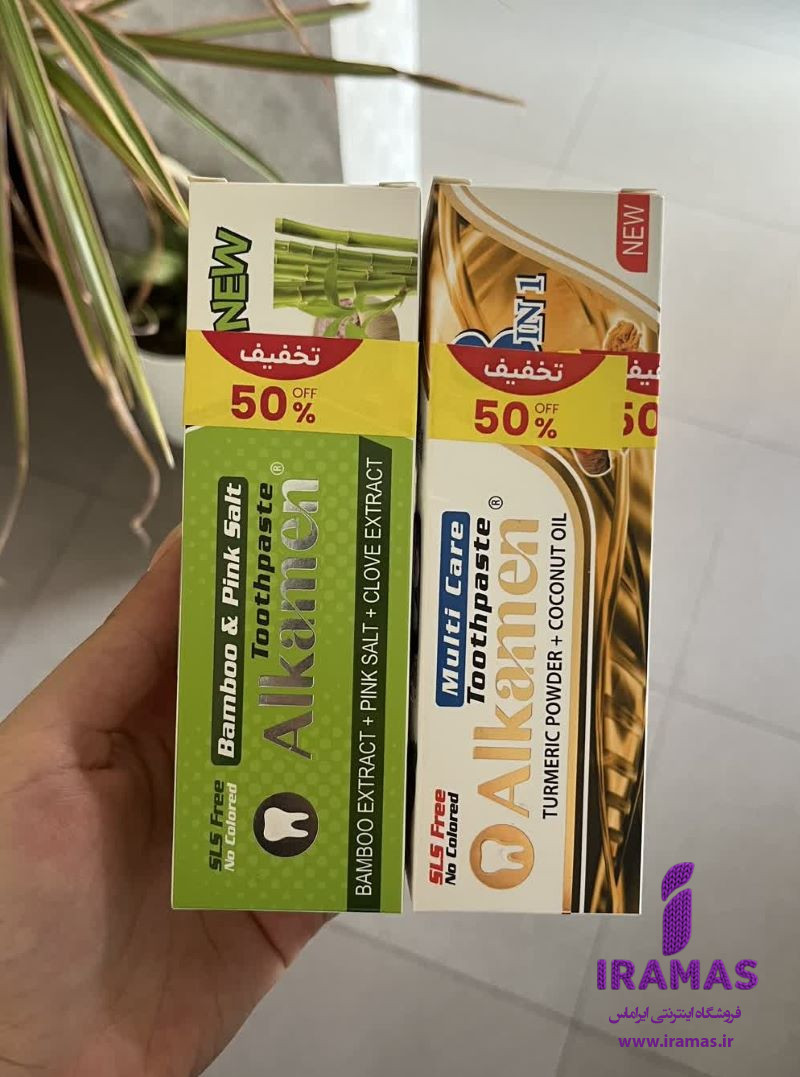 NEW
تخفیف
50% OFF
Bamboo & Pink Salt
Toothpaste
Alkamen®
BAMBOO EXTRACT + PINK SALT + CLOVE EXTRACT
SLS Free
No Colored
NEW
IN 1
تخفیف
50% OFF
50
Multi Care
Toothpaste
Alkamen®
TURMERIC POWDER + COCONUT OIL
SLS Free
No Colored
IRAMAS
فروشگاه اینترنتی ایراماس
www.iramas.ir